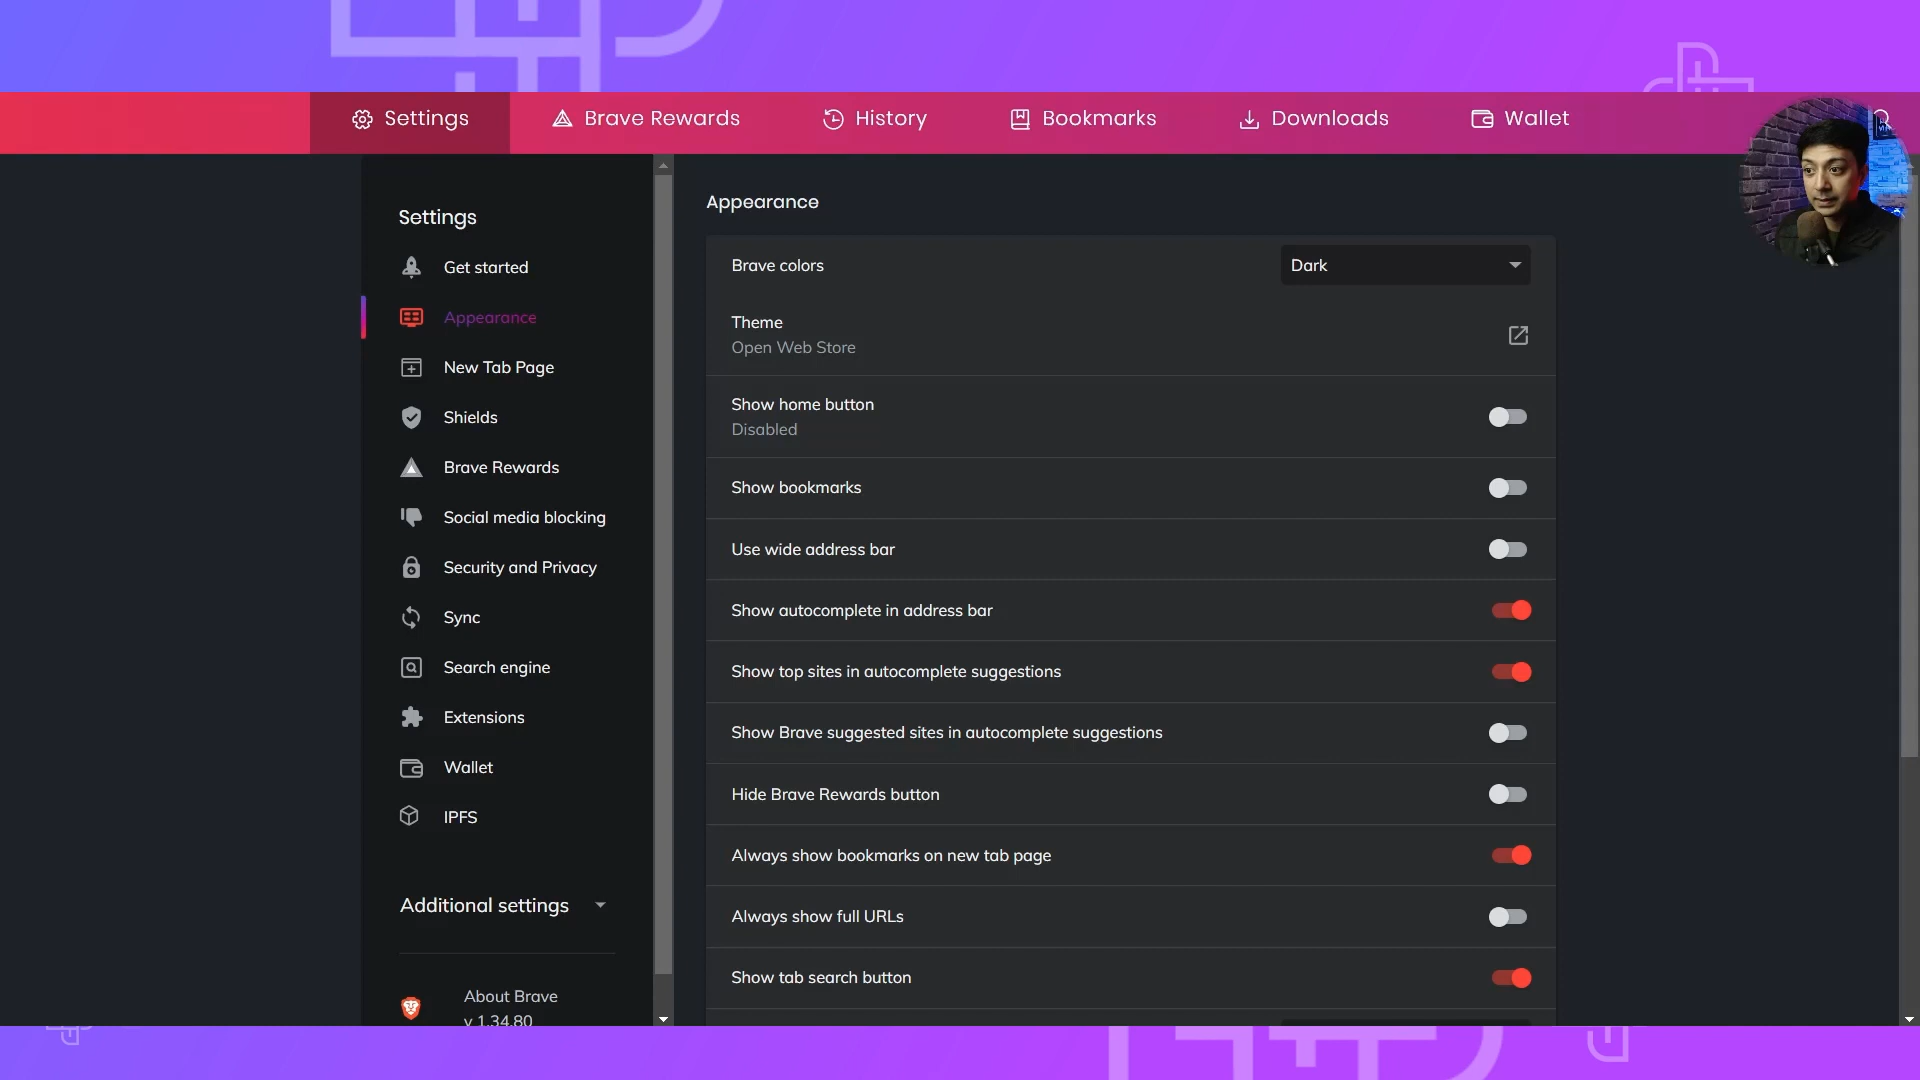 Settings
Brave Rewards
History
Bookmarks
Downloads
Wallet
Settings
Get started
Appearance
New Tab Page
Shields
Brave Rewards
Social media blocking
Security and Privacy
Sync
Search engine
Extensions
Wallet
IPFS
Additional settings
About Brave
v 1.34.80
Appearance
Brave colors
Dark
Theme
Open Web Store
Show home button
Disabled
Show bookmarks
Use wide address bar
Show autocomplete in address bar
Show top sites in autocomplete suggestions
Show Brave suggested sites in autocomplete suggestions
Hide Brave Rewards button
Always show bookmarks on new tab page
Always show full URLs
Show tab search button